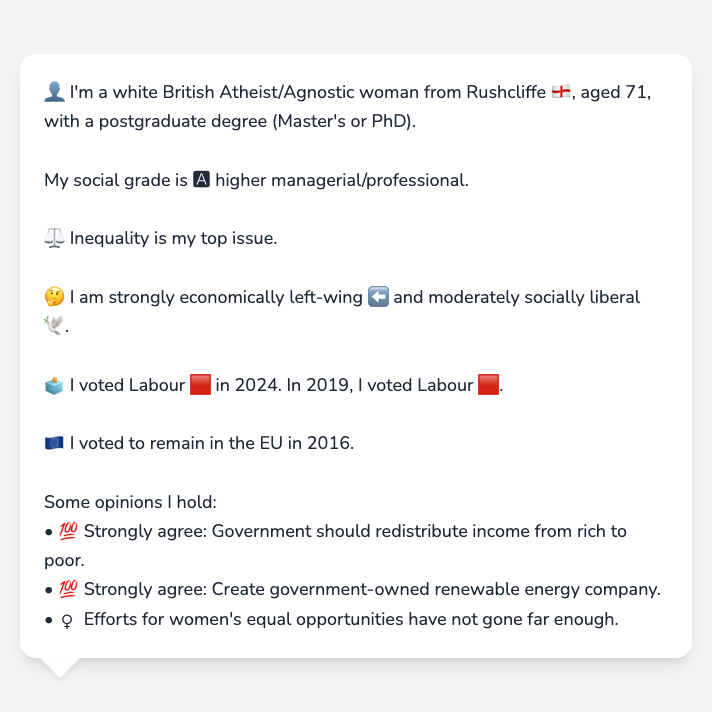 👤 I'm a white British Atheist/Agnostic woman from Rushcliffe 🏴󠁧󠁢󠁥󠁮󠁧󠁿, aged 71,
with a postgraduate degree (Master's or PhD).
My social grade is 🅰 higher managerial/professional.
⚖️ Inequality is my top issue.
🤔 I am strongly economically left-wing ⬅️ and moderately socially liberal
🕊️.
🗳️ I voted Labour 🟥 in 2024. In 2019, I voted Labour 🟥.
🇪🇺 I voted to remain in the EU in 2016.
Some opinions I hold:
• 💯 Strongly agree: Government should redistribute income from rich to
poor.
• 💯 Strongly agree: Create government-owned renewable energy company.
• ♀ Efforts for women's equal opportunities have not gone far enough.